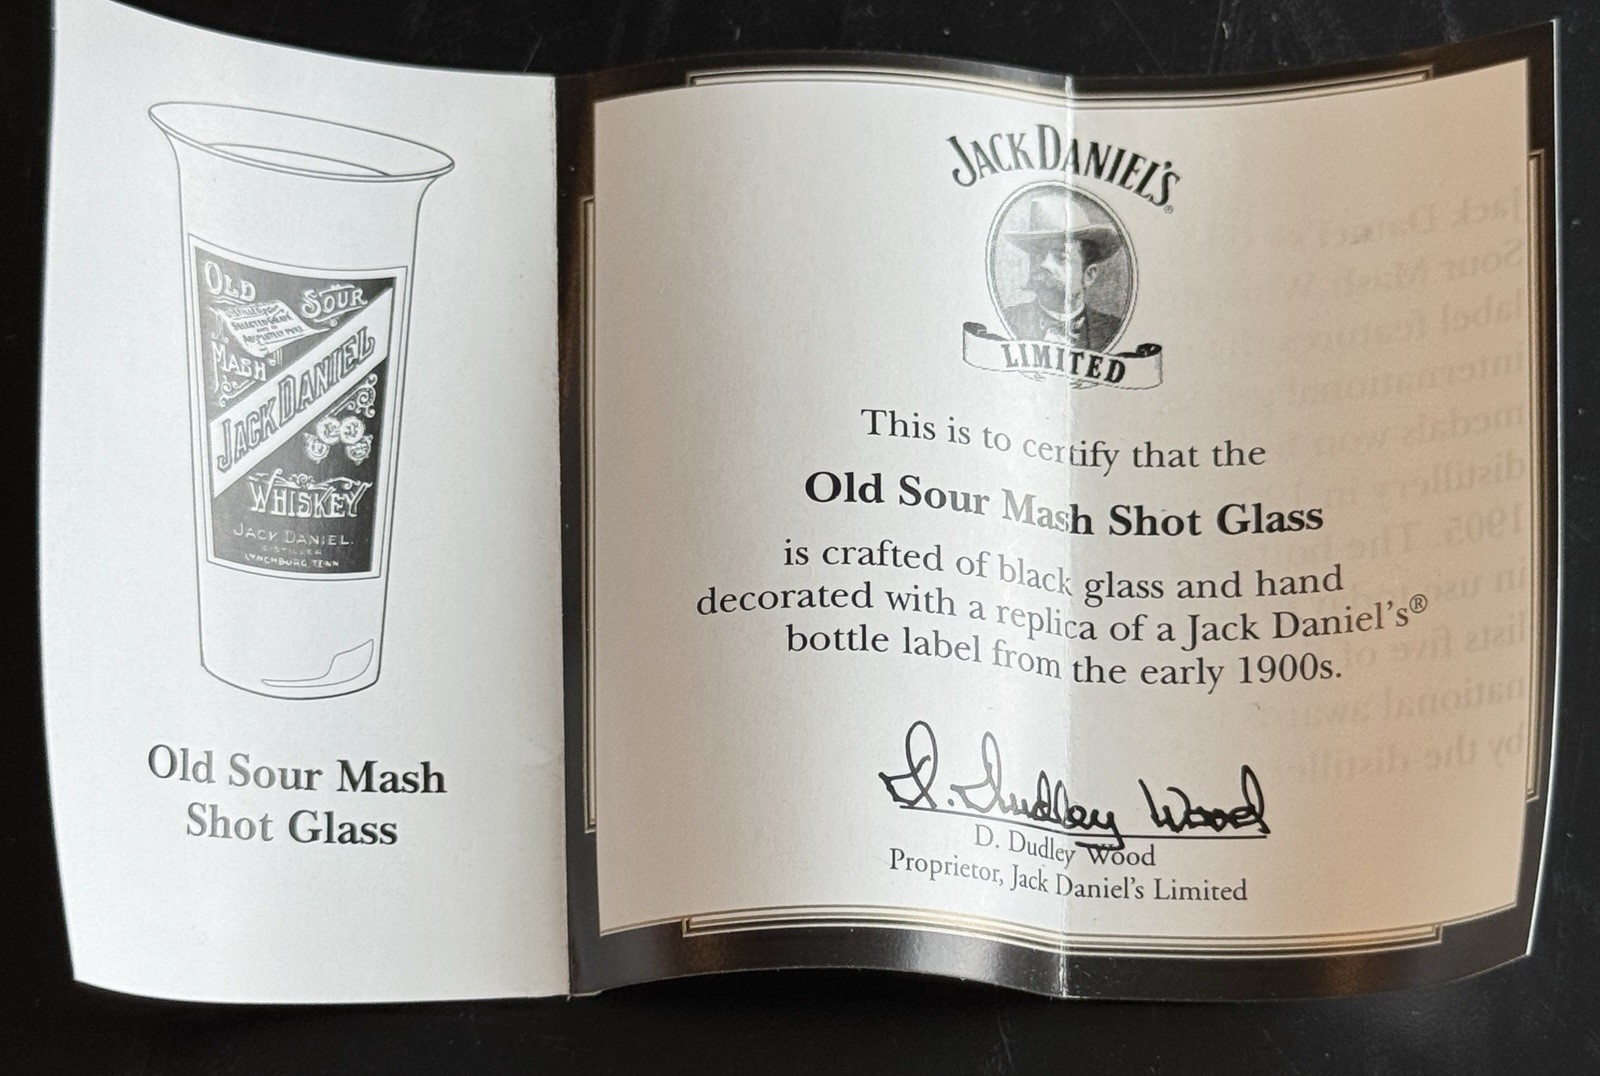 OLD
SOUR
MASH
JACK DANIEL
WHISKEY
JACK DANIEL.
DISTILLER
LYNCHBURG, TENN
Old Sour Mash
Shot Glass
JACK DANIEL'S®
LIMITED
This is to certify that the
Old Sour Mash Shot Glass
is crafted of black glass and hand
decorated with a replica of a Jack Daniel's®
bottle label from the early 1900s.
D. Dudley Wood
D. Dudley Wood
Proprietor, Jack Daniel's Limited